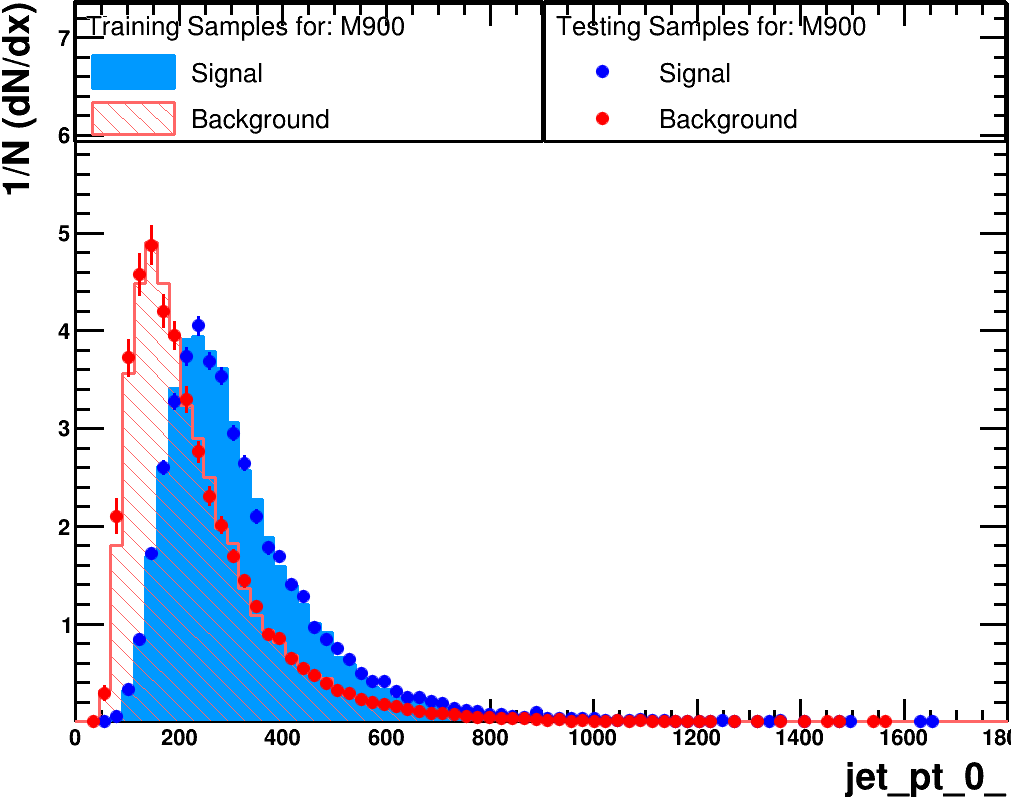 1/N (dN/dx)
Training Samples for: M900
Signal
Background
Testing Samples for: M900
Signal
Background
7
6
5
4
3
2
1
0 200 400 600 800 1000 1200 1400 1600 180
jet_pt_0_